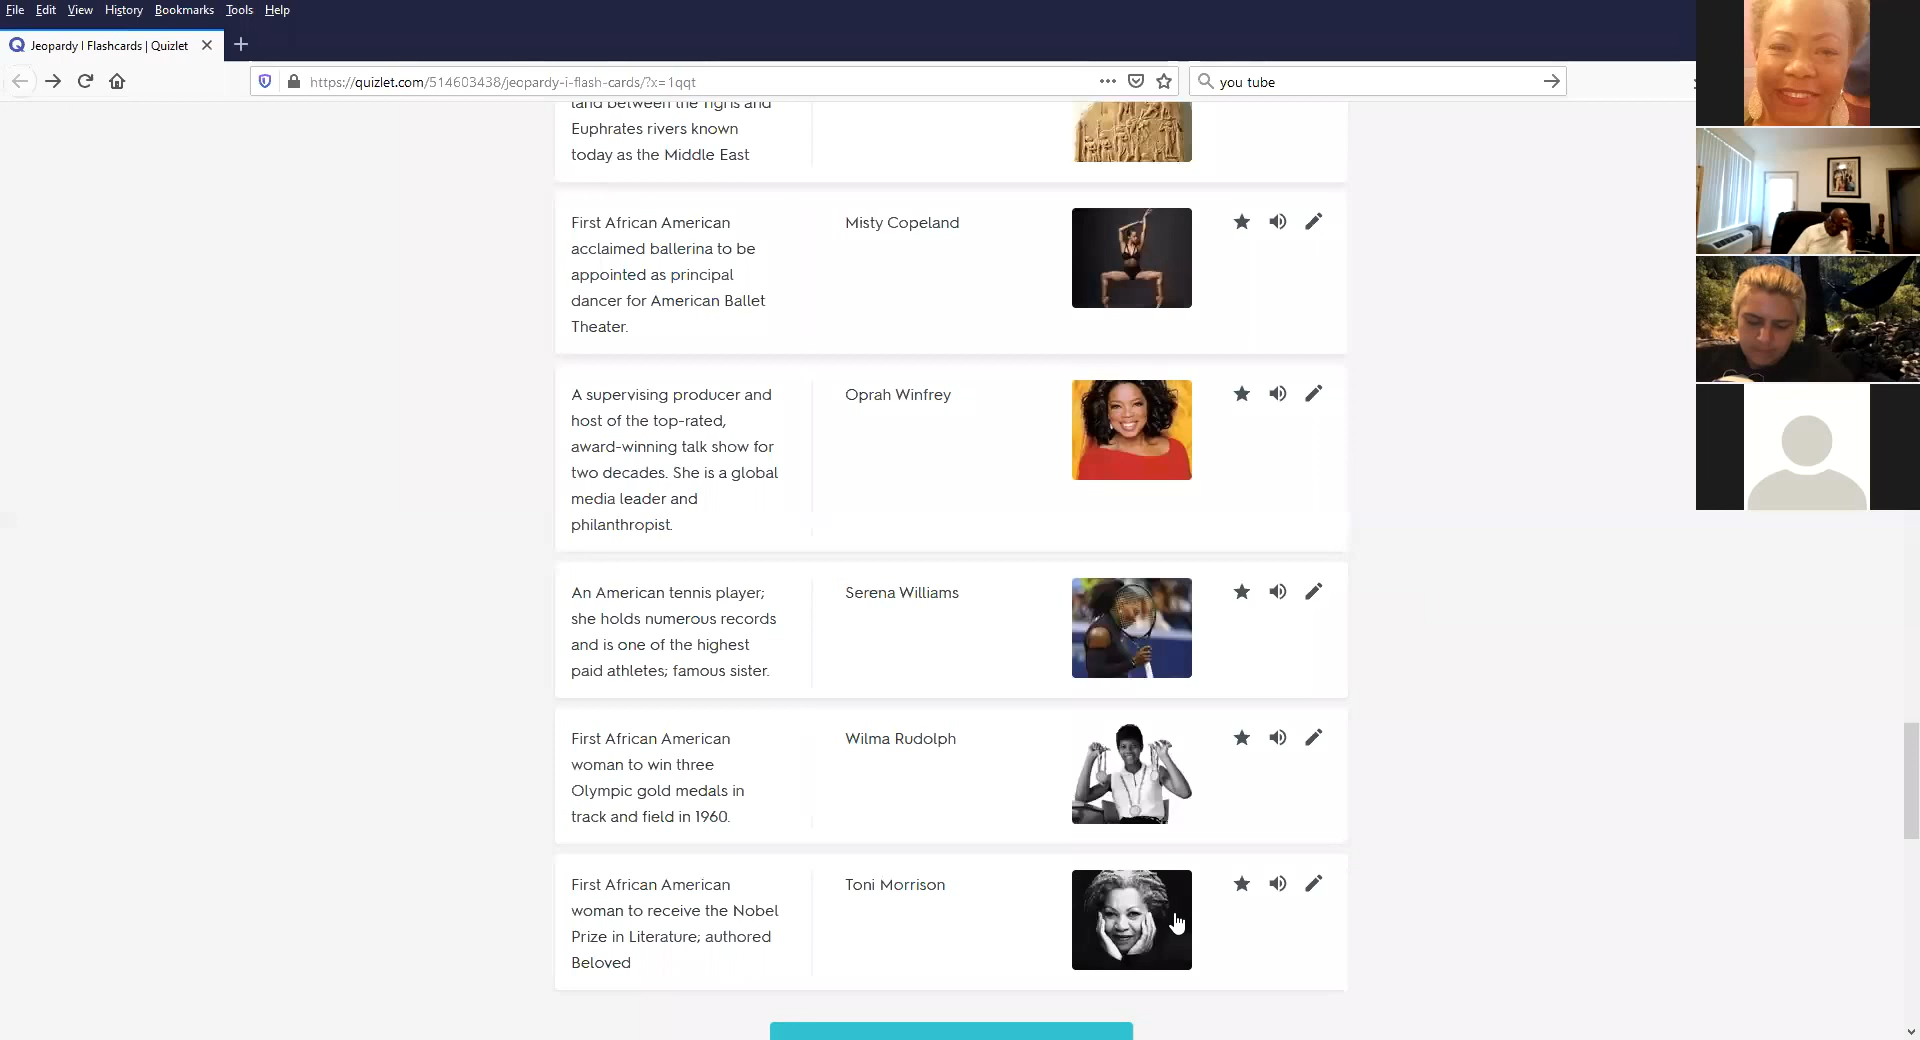 File Edit View History Bookmarks Tools Help
Jeopardy I Flashcards | Quizlet
https://quizlet.com/514603438/jeopardy-i-flash-cards/?x=1qqt
you tube
land between the Tigris and
Euphrates rivers known
today as the Middle East
First African American
acclaimed ballerina to be
appointed as principal
dancer for American Ballet
Theater.
Misty Copeland
A supervising producer and
host of the top-rated,
award-winning talk show for
two decades. She is a global
media leader and
philanthropist.
Oprah Winfrey
An American tennis player;
she holds numerous records
and is one of the highest
paid athletes; famous sister.
Serena Williams
First African American
woman to win three
Olympic gold medals in
track and field in 1960.
Wilma Rudolph
First African American
woman to receive the Nobel
Prize in Literature; authored
Beloved
Toni Morrison